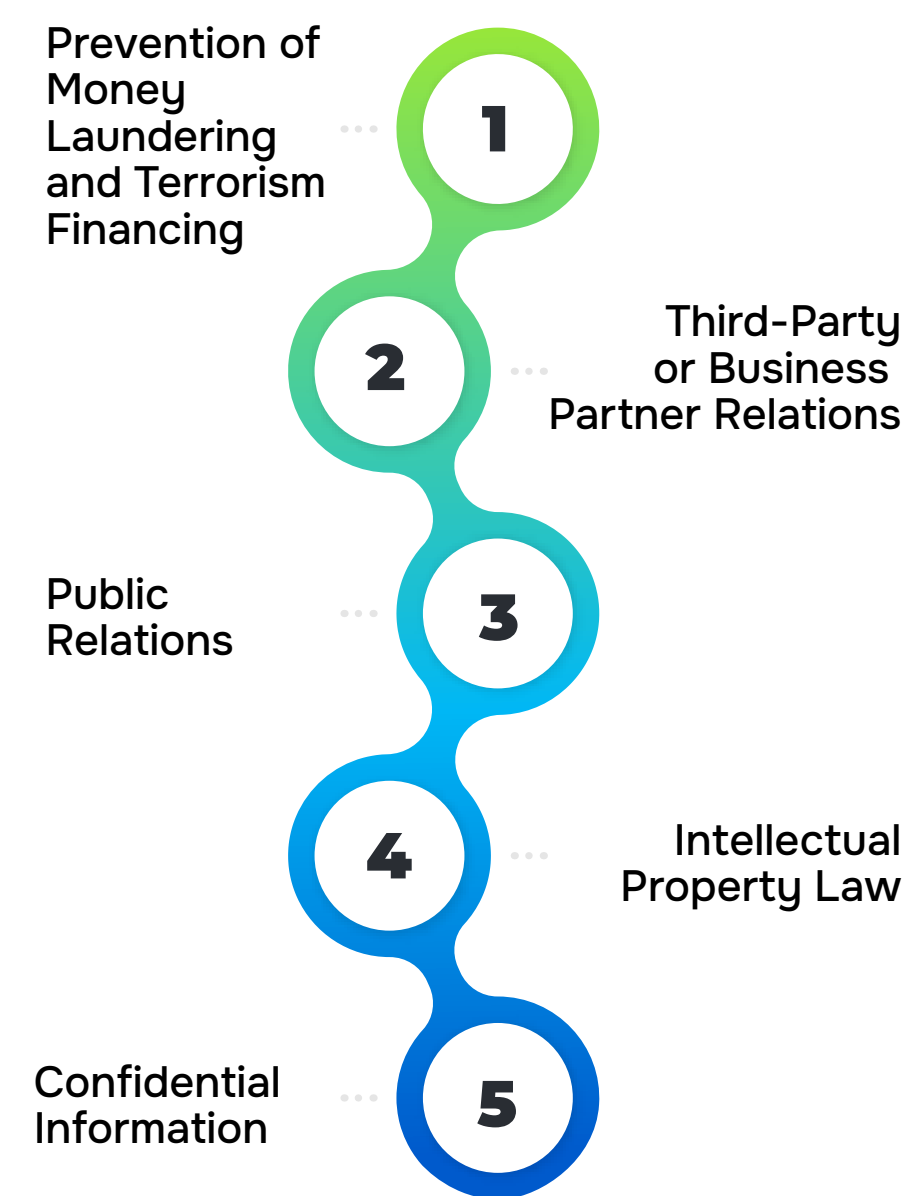 Prevention of
Money
Laundering
and Terrorism
Financing
1
2
Third-Party
or Business
Partner Relations
Public
Relations
3
4
Intellectual
Property Law
Confidential
Information
5